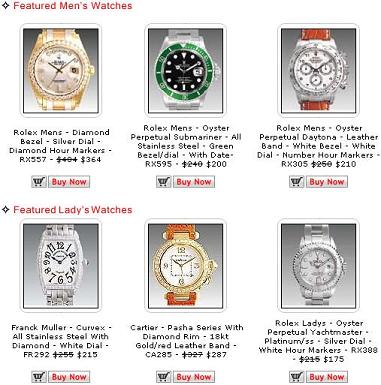 Featured Men's Watches
Rolex Mens - Diamond
Bezel - Silver Dial -
Diamond Hour Markers -
RX557 - $404 $364
Rolex Mens - Oyster
Perpetual Submariner - All
Stainless Steel - Green
Bezel/dial - With Date-
RX595 - $240 $200
Rolex Mens - Oyster
Perpetual Daytona - Leather
Band - White Bezel - White
Dial - Number Hour Markers -
RX305 $250 $210
Buy Now
Buy Now
Buy Now
Featured Lady's Watches
Franck Muller - Curvex -
All Stainless Steel With
Diamond - White Dial -
FR292 $255 $215
Cartier - Pasha Series With
Diamond Rim - 18kt
Gold/red Leather Band -
CA285 - $327 $287
Rolex Ladys - Oyster
Perpetual Yachtmaster -
Platinum/ss - Silver Dial -
White Hour Markers - RX388
- $215 $175
Buy Now
Buy Now
Buy Now